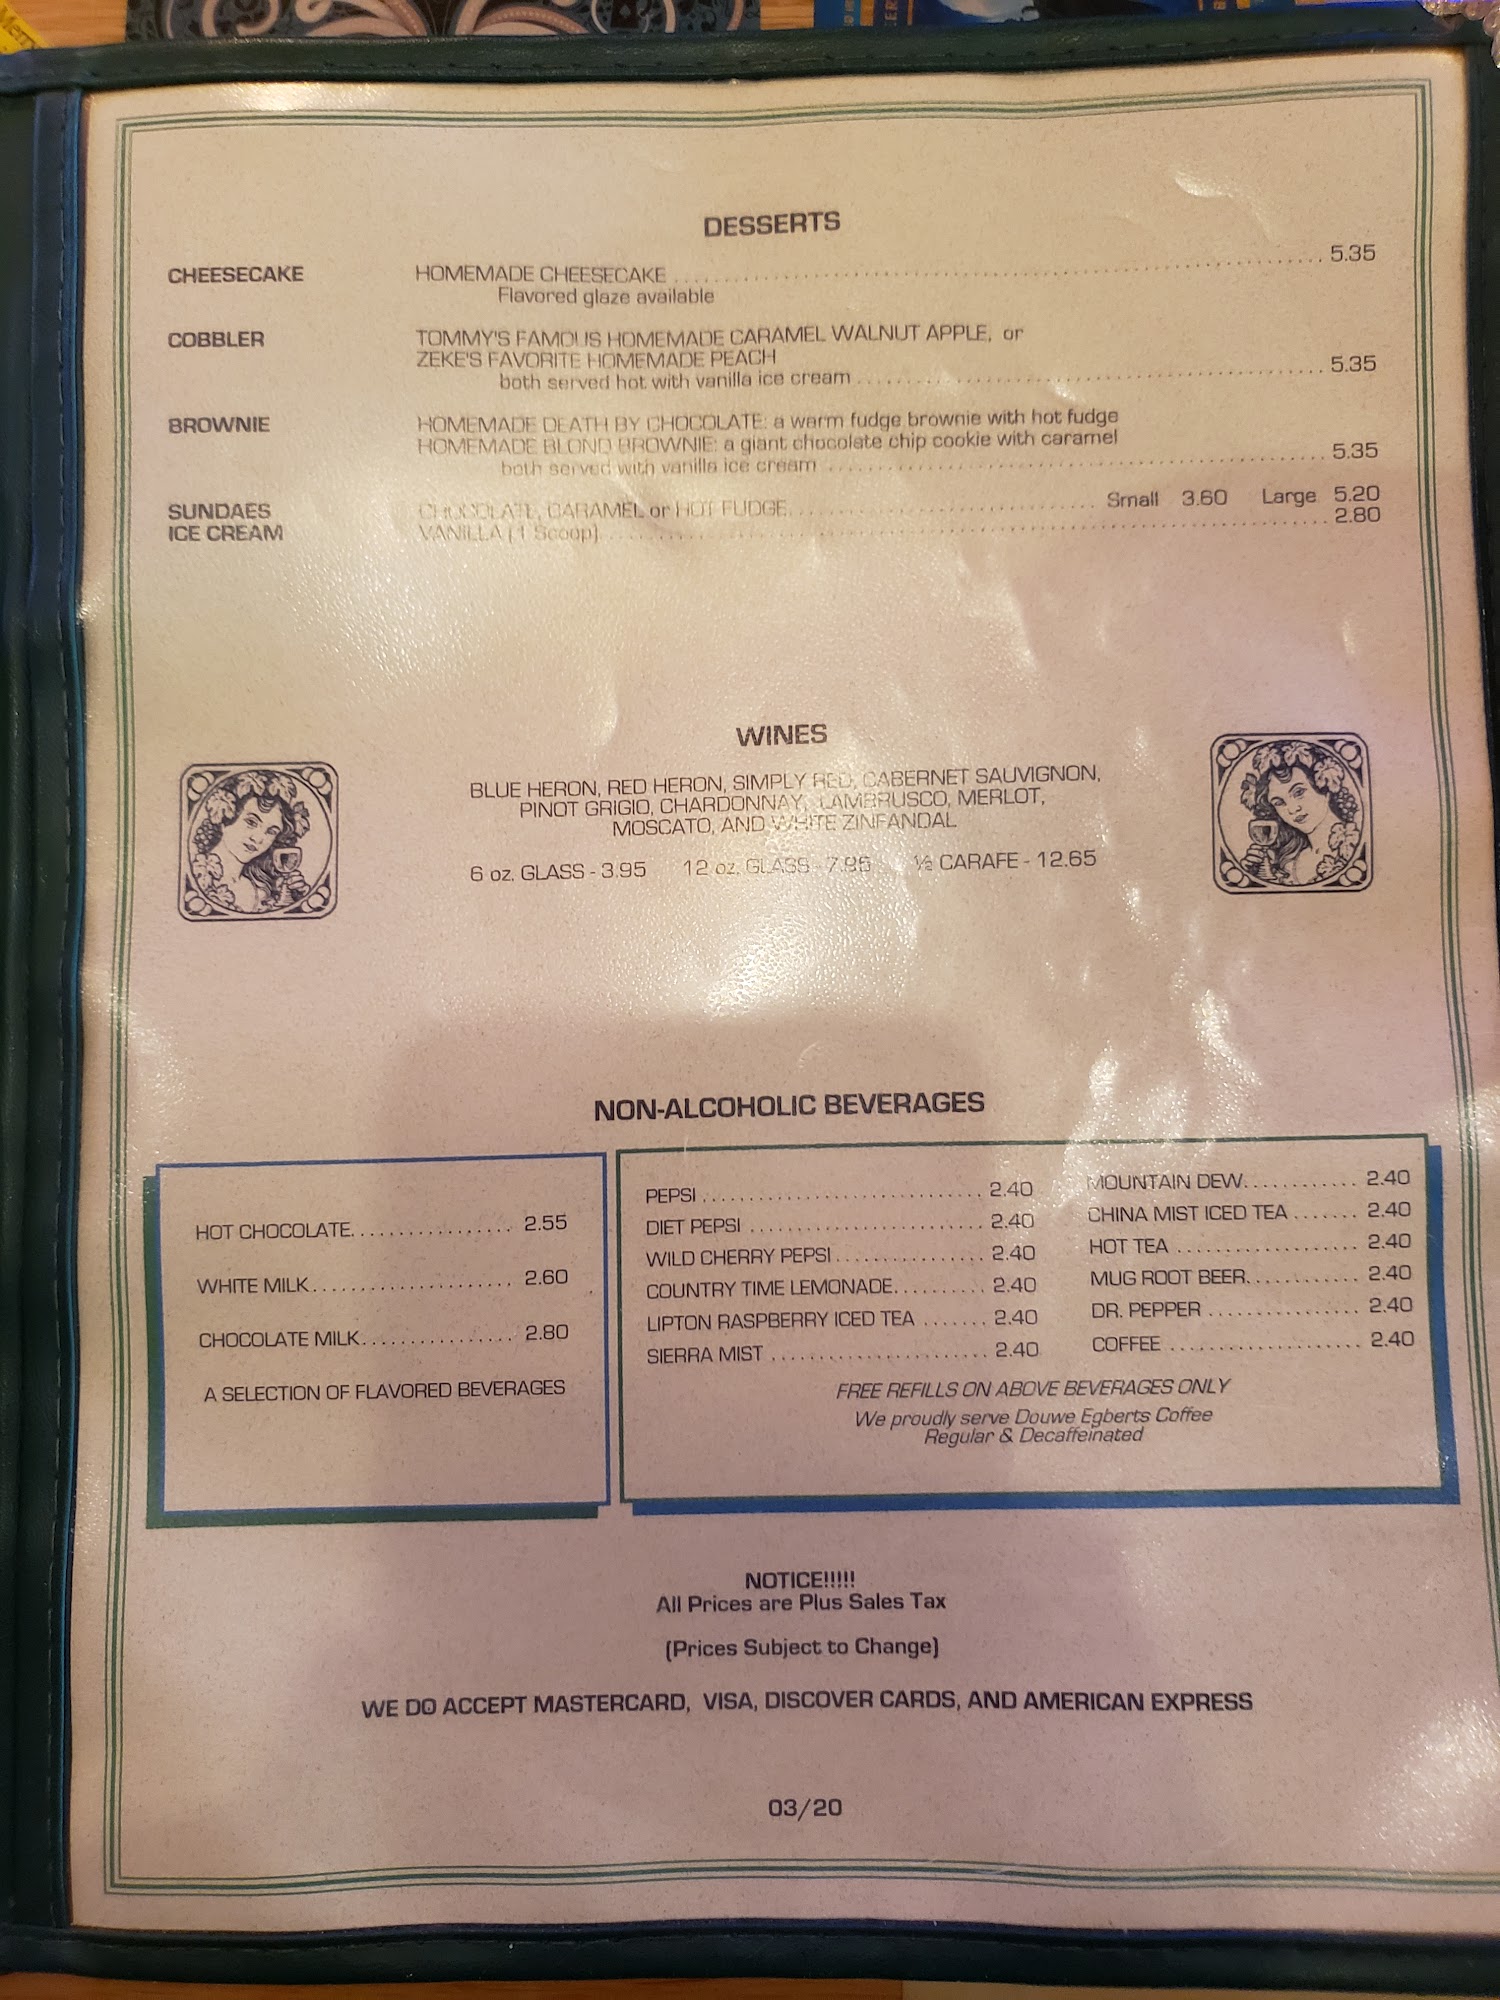 Merry
DESSERTS
CHEESECAKE HOMEMADE CHEESECAKE 5.35
Flavored glaze available
COBBLER TOMMY'S FAMOUS HOMEMADE CARAMEL WALNUT APPLE, or
ZEKE'S FAVORITE HOMEMADE PEACH
both served hot with vanilla ice cream 5.35
BROWNIE HOMEMADE DEATH BY CHOCOLATE: a warm fudge brownie with hot fudge
HOMEMADE BLOND BROWNIE: a giant chocolate chip cookie with caramel
both served with vanilla ice cream 5.35
SUNDAES CHOCOLATE, CARAMEL or HOT FUDGE Small 3.60 Large 5.20
ICE CREAM VANILLA (1 Scoop) 2.80
WINES
BLUE HERON, RED HERON, SIMPLY RED, CABERNET SAUVIGNON,
PINOT GRIGIO, CHARDONNAY, LAMBRUSCO, MERLOT,
MOSCATO, AND WHITE ZINFANDAL
6 oz. GLASS - 3.95 12 oz. GLASS - ½ CARAFE - 12.65
NON-ALCOHOLIC BEVERAGES
HOT CHOCOLATE 2.55
WHITE MILK 2.60
CHOCOLATE MILK 2.80
A SELECTION OF FLAVORED BEVERAGES
PEPSI 2.40
DIET PEPSI 2.40
WILD CHERRY PEPSI 2.40
COUNTRY TIME LEMONADE 2.40
LIPTON RASPBERRY ICED TEA 2.40
SIERRA MIST 2.40
MOUNTAIN DEW 2.40
CHINA MIST ICED TEA 2.40
HOT TEA 2.40
MUG ROOT BEER 2.40
DR. PEPPER 2.40
COFFEE 2.40
FREE REFILLS ON ABOVE BEVERAGES ONLY
We proudly serve Douwe Egberts Coffee
Regular & Decaffeinated
NOTICE!!!!!
All Prices are Plus Sales Tax
(Prices Subject to Change)
WE DO ACCEPT MASTERCARD, VISA, DISCOVER CARDS, AND AMERICAN EXPRESS
03/20